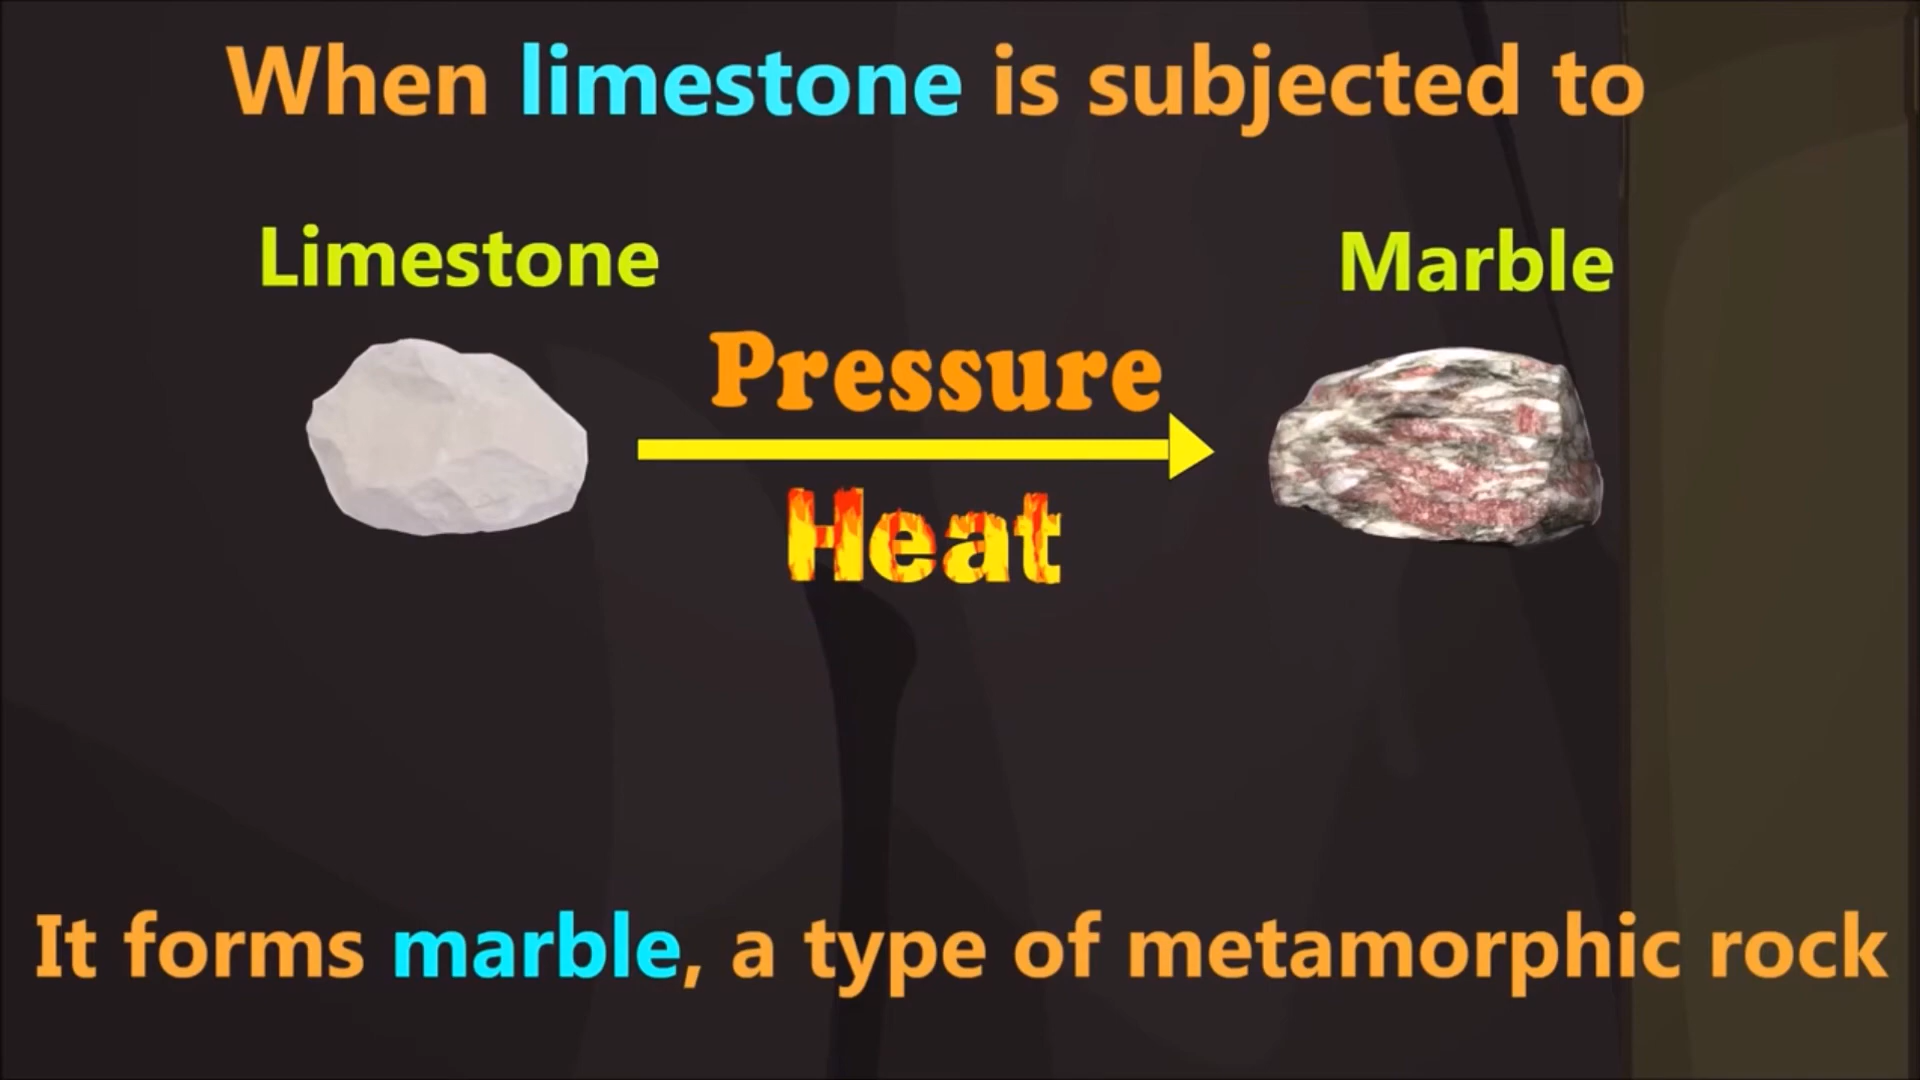 When limestone is subjected to
Limestone
Marble
Pressure
Heat
It forms marble, a type of metamorphic rock